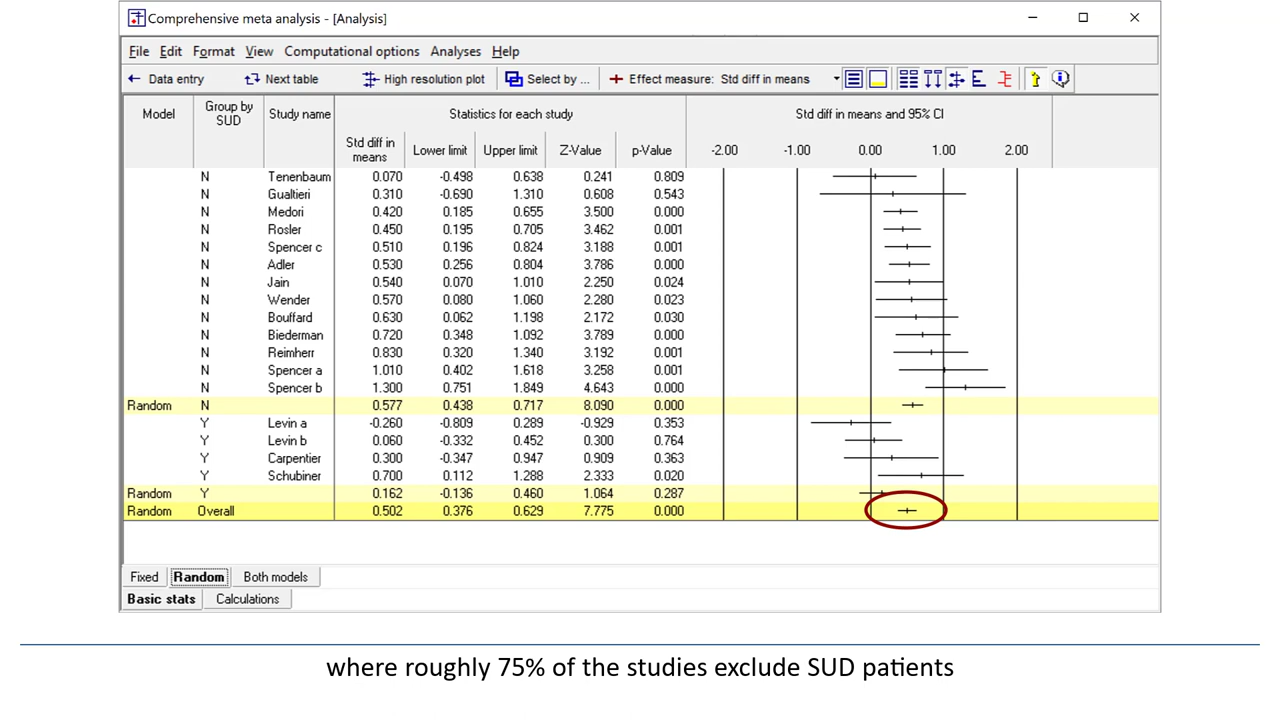 Comprehensive meta analysis - [Analysis]
File Edit Format View Computational options Analyses Help
Data entry Next table High resolution plot Select by ... Effect measure: Std diff in means
Model Group by SUD Study name Statistics for each study Std diff in means and 95% CI
Std diff in means Lower limit Upper limit Z-Value p-Value -2.00 -1.00 0.00 1.00 2.00
N Tenenbaum 0.070 -0.498 0.638 0.241 0.809
N Gualtieri 0.310 -0.690 1.310 0.608 0.543
N Medori 0.420 0.185 0.655 3.500 0.000
N Rosler 0.450 0.195 0.705 3.462 0.001
N Spencer c 0.510 0.196 0.824 3.188 0.001
N Adler 0.530 0.256 0.804 3.786 0.000
N Jain 0.540 0.070 1.010 2.250 0.024
N Wender 0.570 0.080 1.060 2.280 0.023
N Bouffard 0.630 0.062 1.198 2.172 0.030
N Biederman 0.720 0.348 1.092 3.789 0.000
N Reimherr 0.830 0.320 1.340 3.192 0.001
N Spencer a 1.010 0.402 1.618 3.258 0.001
N Spencer b 1.300 0.751 1.849 4.643 0.000
Random N 0.577 0.438 0.717 8.090 0.000
Y Levin a -0.260 -0.809 0.289 -0.929 0.353
Y Levin b 0.060 -0.332 0.452 0.300 0.764
Y Carpentier 0.300 -0.347 0.947 0.909 0.363
Y Schubiner 0.700 0.112 1.288 2.333 0.020
Random Y 0.162 -0.136 0.460 1.064 0.287
Random Overall 0.502 0.376 0.629 7.775 0.000
Fixed Random Both models
Basic stats Calculations
where roughly 75% of the studies exclude SUD patients